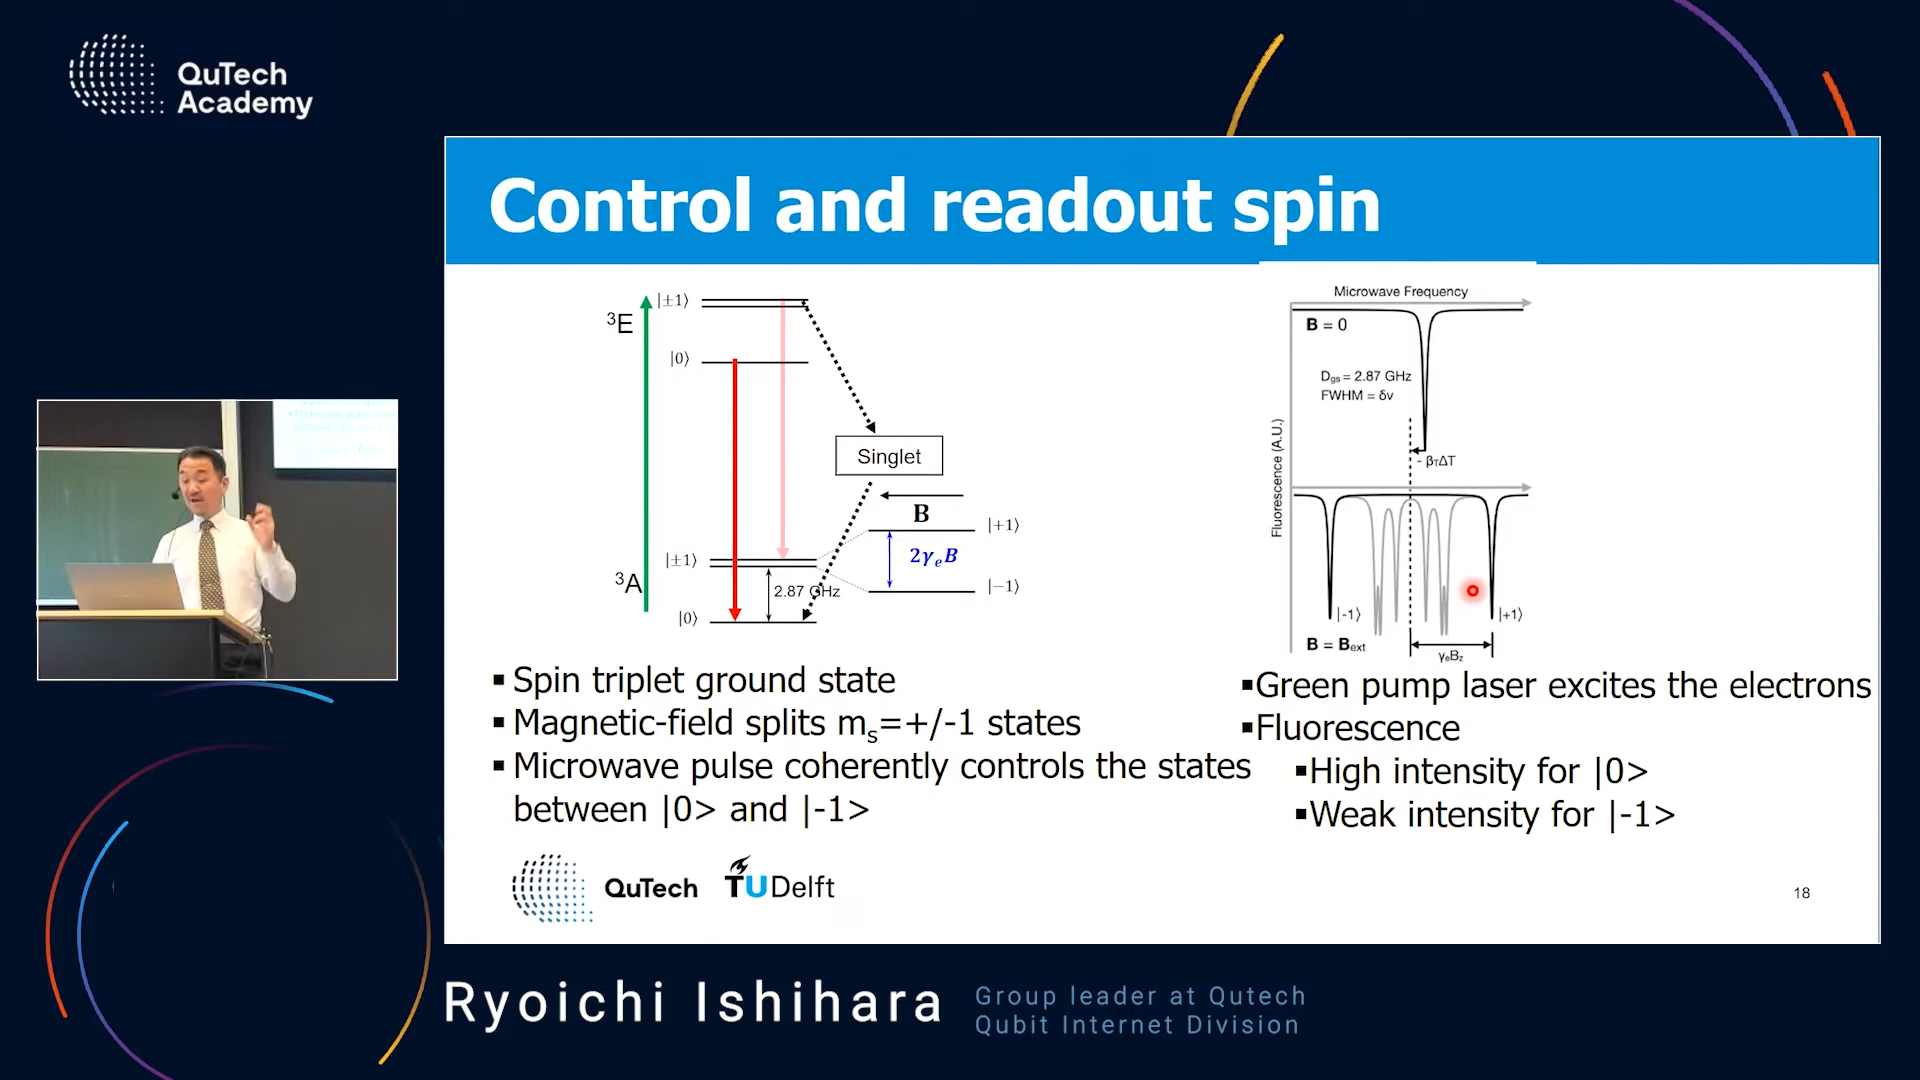 QuTech
Academy
Control and readout spin
|±1⟩
³E
|0⟩
Singlet
B
|+1⟩
|±1⟩
2γₑB
³A
2.87 GHz
|−1⟩
|0⟩
Microwave Frequency
B = 0
Dgs = 2.87 GHz
FWHM = δν
- βTΔT
Fluorescence (A.U.)
|-1⟩
|+1⟩
B = Bext
γeBz
▪ Spin triplet ground state
▪ Magnetic-field splits mₛ=+/-1 states
▪ Microwave pulse coherently controls the states
between |0> and |-1>
▪Green pump laser excites the electrons
▪Fluorescence
▪High intensity for |0>
▪Weak intensity for |-1>
QuTech
TU Delft
18
Ryoichi Ishihara
Group leader at Qutech
Qubit Internet Division